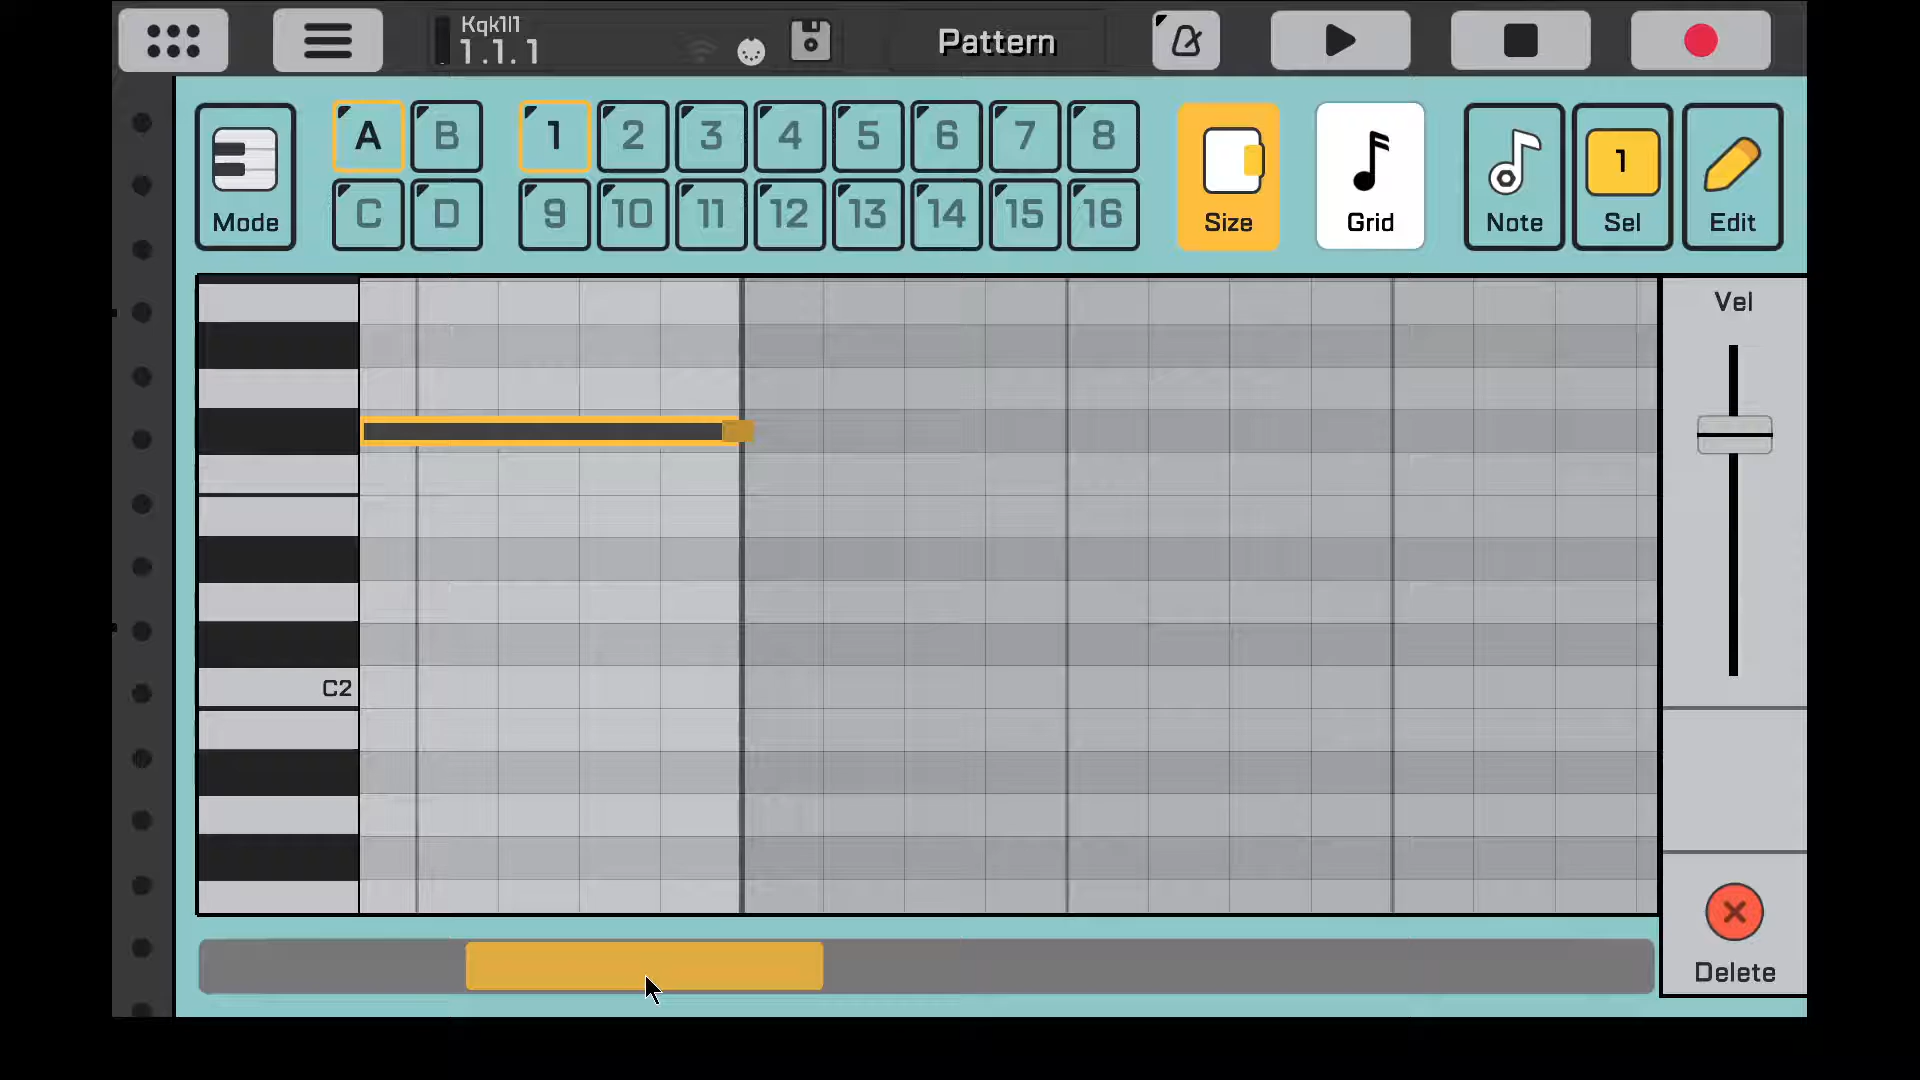 Kqk1l1
1.1.1
Pattern
Mode
A
B
1
2
3
4
5
6
7
8
C
D
9
10
11
12
13
14
15
16
Size
Grid
Note
1
Sel
Edit
Vel
C2
Delete